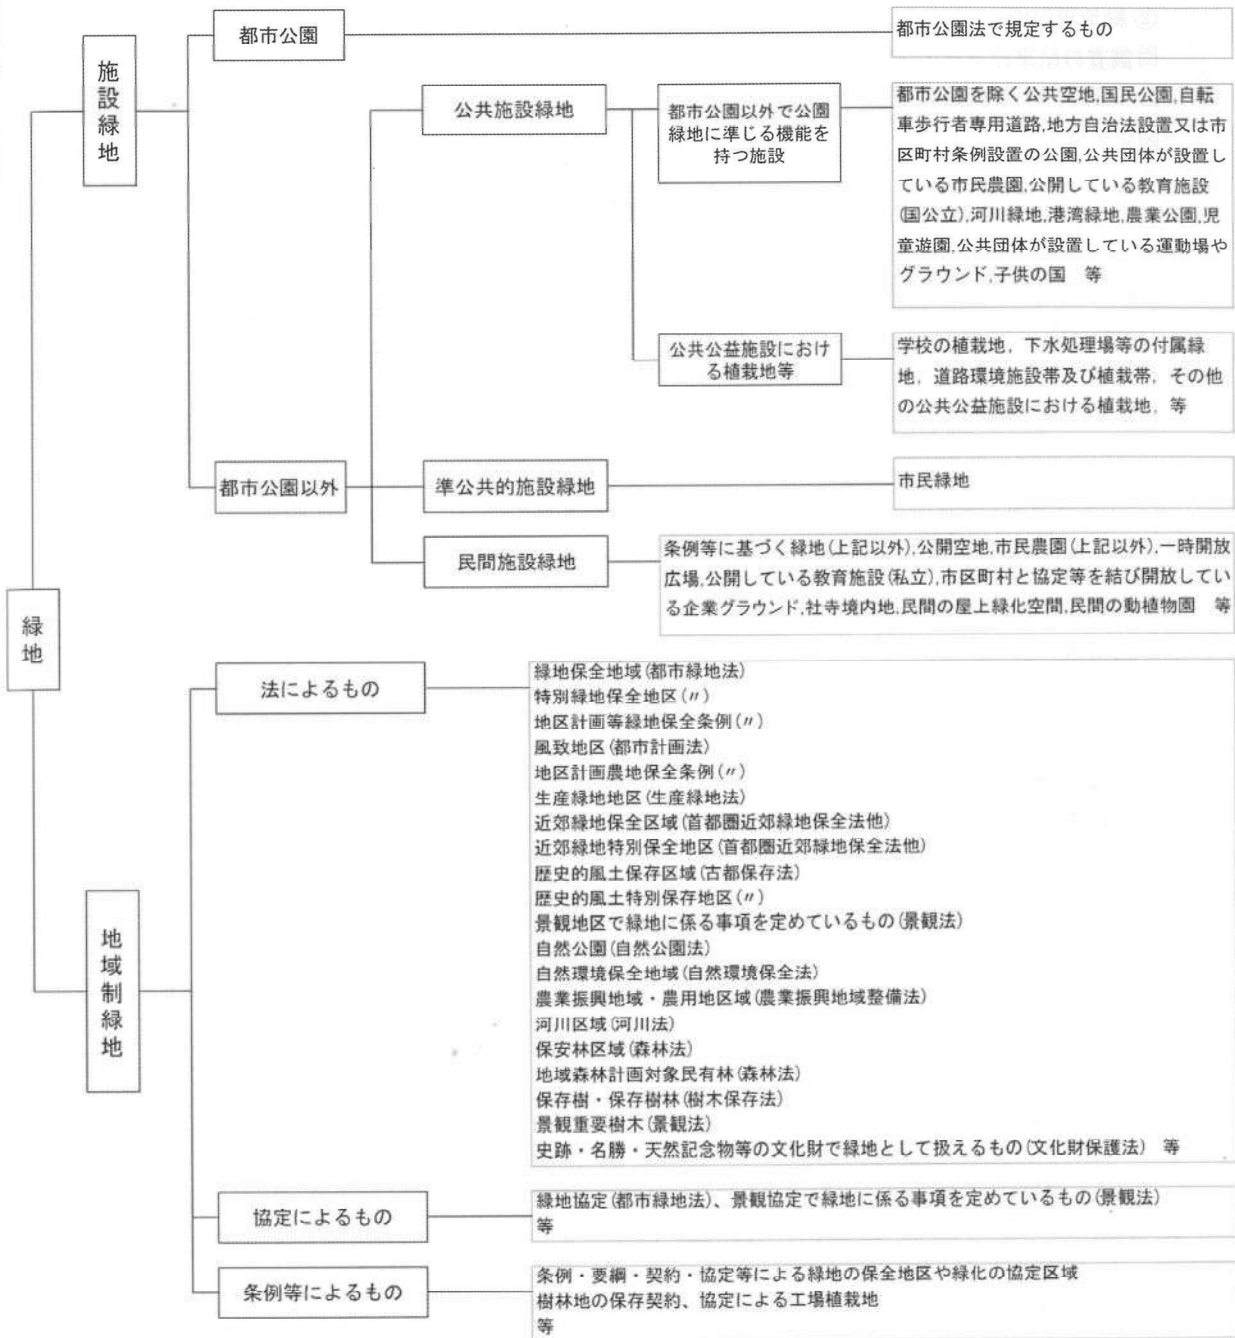 緑地
施設緑地
都市公園
都市公園法で規定するもの
都市公園以外
公共施設緑地
都市公園以外で公園
緑地に準じる機能を
持つ施設
都市公園を除く公共空地,国民公園,自転
車歩行者専用道路,地方自治法設置又は市
区町村条例設置の公園,公共団体が設置し
ている市民農園,公開している教育施設
(国公立),河川緑地,港湾緑地,農業公園,児
童遊園,公共団体が設置している運動場や
グラウンド,子供の国 等
公共公益施設におけ
る植栽地等
学校の植栽地, 下水処理場等の付属緑
地, 道路環境施設帯及び植栽帯, その他
の公共公益施設における植栽地, 等
準公共的施設緑地
市民緑地
民間施設緑地
条例等に基づく緑地(上記以外),公開空地,市民農園(上記以外),一時開放
広場,公開している教育施設(私立),市区町村と協定等を結び開放してい
る企業グラウンド,社寺境内地,民間の屋上緑化空間,民間の動植物園 等
地域制緑地
法によるもの
緑地保全地域(都市緑地法)
特別緑地保全地区(〃)
地区計画等緑地保全条例(〃)
風致地区(都市計画法)
地区計画農地保全条例(〃)
生産緑地地区(生産緑地法)
近郊緑地保全区域(首都圏近郊緑地保全法他)
近郊緑地特別保全地区(首都圏近郊緑地保全法他)
歴史的風土保存区域(古都保存法)
歴史的風土特別保存地区(〃)
景観地区で緑地に係る事項を定めているもの(景観法)
自然公園(自然公園法)
自然環境保全地域(自然環境保全法)
農業振興地域・農用地区域(農業振興地域整備法)
河川区域(河川法)
保安林区域(森林法)
地域森林計画対象民有林(森林法)
保存樹・保存樹林(樹木保存法)
景観重要樹木(景観法)
史跡・名勝・天然記念物等の文化財で緑地として扱えるもの(文化財保護法) 等
協定によるもの
緑地協定(都市緑地法)、景観協定で緑地に係る事項を定めているもの(景観法)
等
条例等によるもの
条例・要綱・契約・協定等による緑地の保全地区や緑化の協定区域
樹林地の保存契約、協定による工場植栽地
等